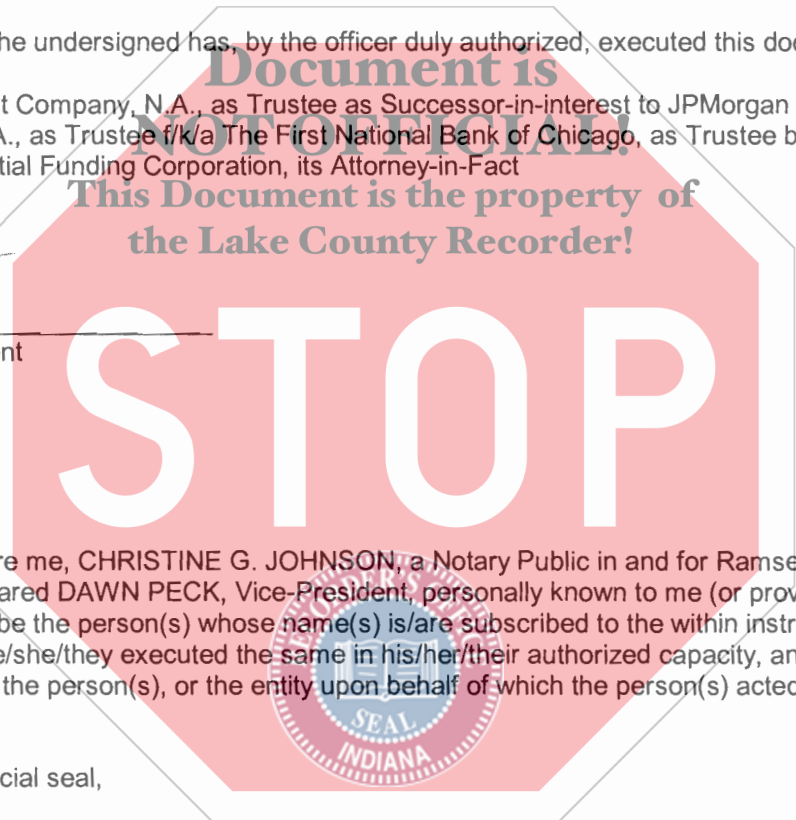 he undersigned has, by the officer duly authorized, executed this doc
Document is
t Company, N.A., as Trustee as Successor-in-interest to JPMorgan
NOT OFFICIAL!
A., as Trustee f/k/a The First National Bank of Chicago, as Trustee b
tial Funding Corporation, its Attorney-in-Fact
This Document is the property of
the Lake County Recorder!
nt
STOP
re me, CHRISTINE G. JOHNSON, a Notary Public in and for Ramse
ared DAWN PECK, Vice-President, personally known to me (or prov
be the person(s) whose name(s) is/are subscribed to the within instr
e/she/they executed the same in his/her/their authorized capacity, an
the person(s), or the entity upon behalf of which the person(s) acted
RECORDER'S OFFICE
SEAL
INDIANA
cial seal,